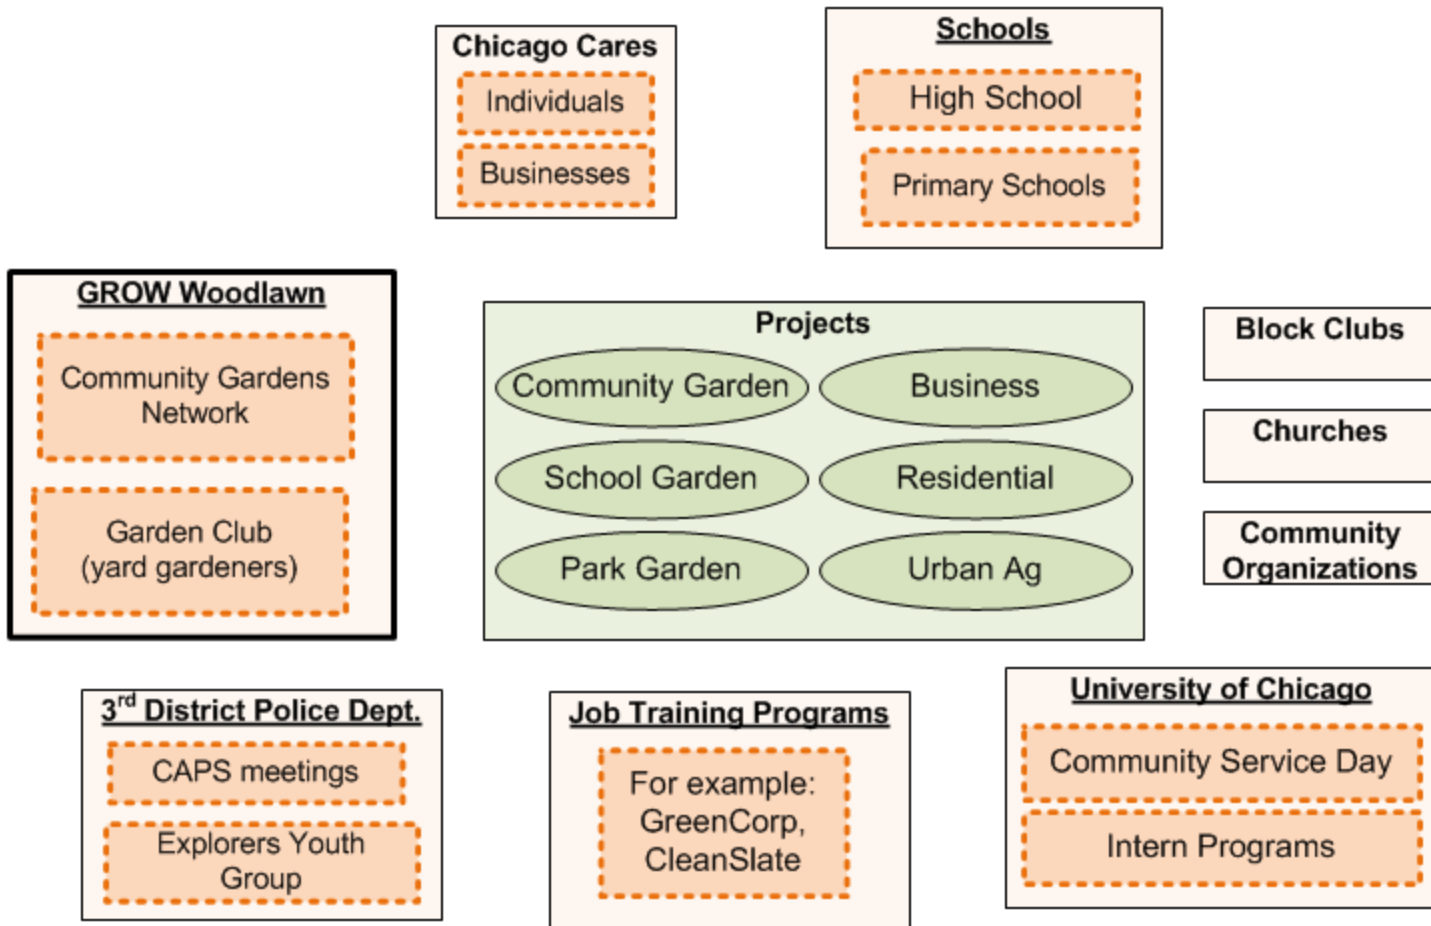 Chicago Cares
Individuals
Businesses
Schools
High School
Primary Schools
GROW Woodlawn
Community Gardens
Network
Garden Club
(yard gardeners)
Projects
Community Garden
Business
School Garden
Residential
Park Garden
Urban Ag
Block Clubs
Churches
Community
Organizations
3rd District Police Dept.
CAPS meetings
Explorers Youth
Group
Job Training Programs
For example:
GreenCorp,
CleanSlate
University of Chicago
Community Service Day
Intern Programs